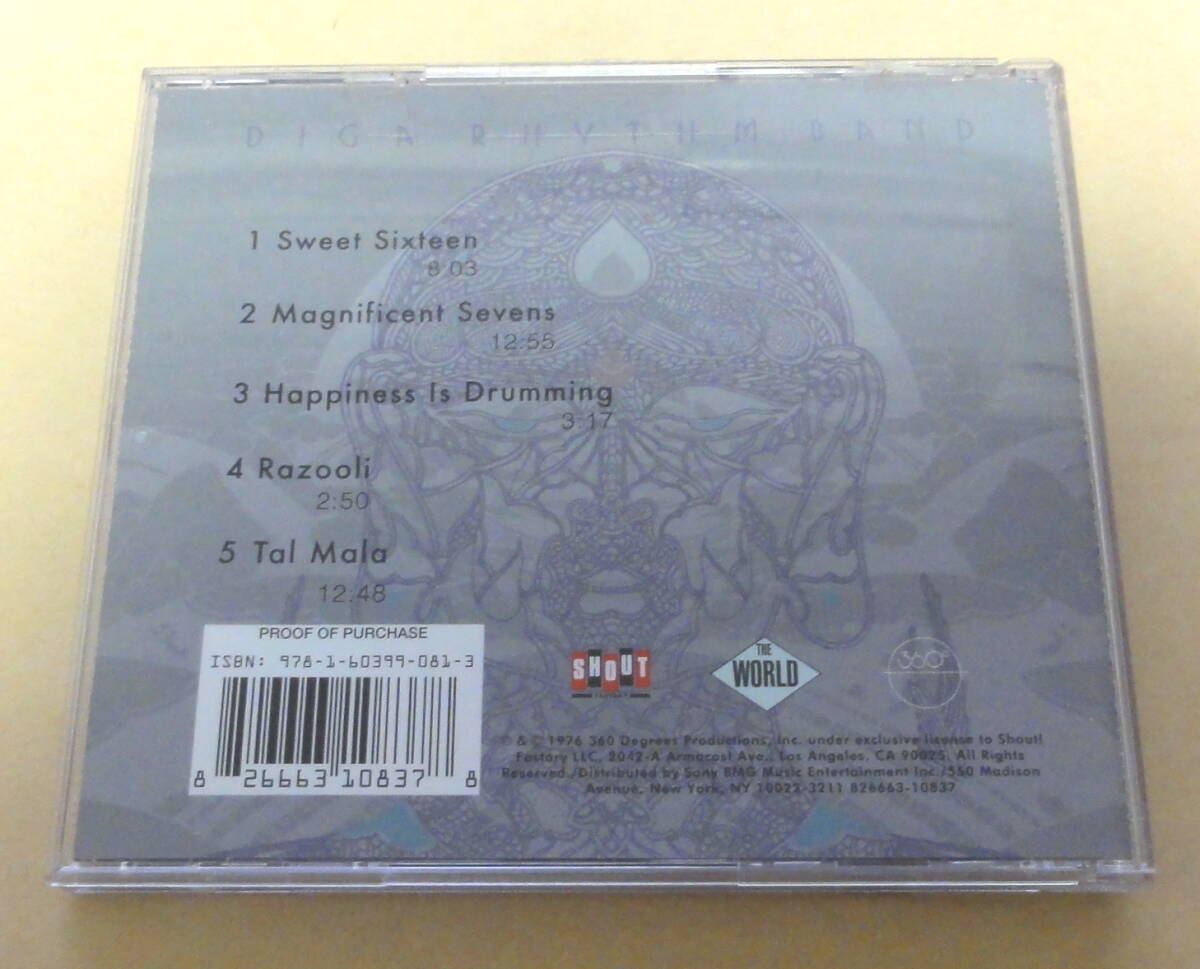 DIGA RHYTHM BAND
1 Sweet Sixteen
8:03
2 Magnificent Sevens
12:55
3 Happiness Is Drumming
3:17
4 Razooli
2:50
5 Tal Mala
12:48
PROOF OF PURCHASE
ISBN: 978-1-60399-081-3
8 26663 10837 8
SHOUT
FACTORY
THE
WORLD
360°
℗ & © 1976 360 Degrees Productions, Inc. under exclusive license to Shout!
Factory LLC, 2042-A Armacost Ave., Los Angeles, CA 90025. All Rights
Reserved./Distributed by Sony BMG Music Entertainment Inc./550 Madison
Avenue, New York, NY 10022-3211 826663-10837